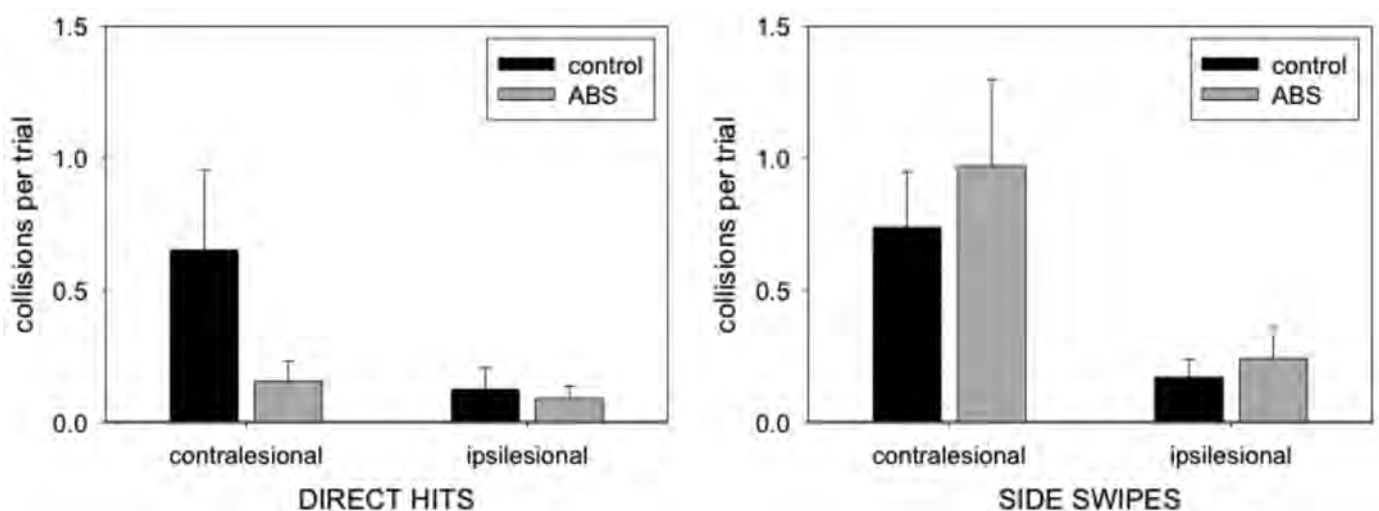 collisions per trial
1.5
1.0
0.5
0.0
control
ABS
contralesional ipsilesional
DIRECT HITS
collisions per trial
1.5
1.0
0.5
0.0
control
ABS
contralesional ipsilesional
SIDE SWIPES